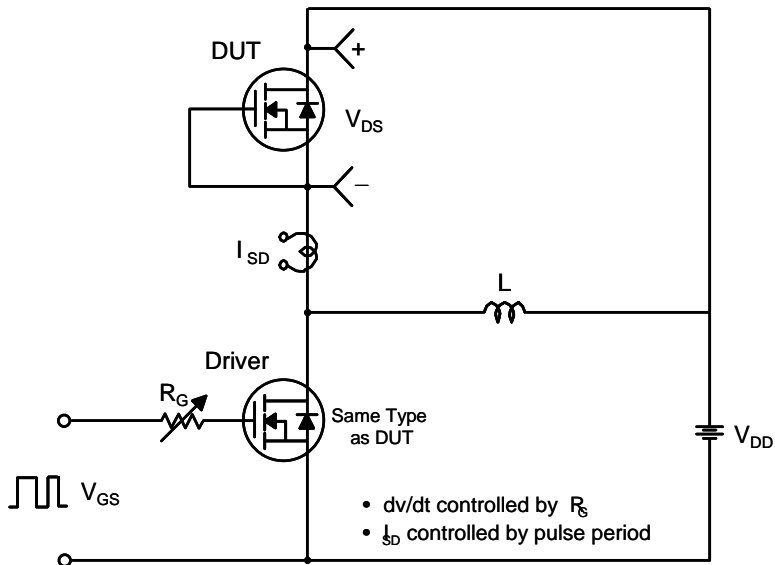 DUT
+
VDS
−
ISD
L
Driver
RG
Same Type
as DUT
VDD
VGS
• dv/dt controlled by RG
• ISD controlled by pulse period